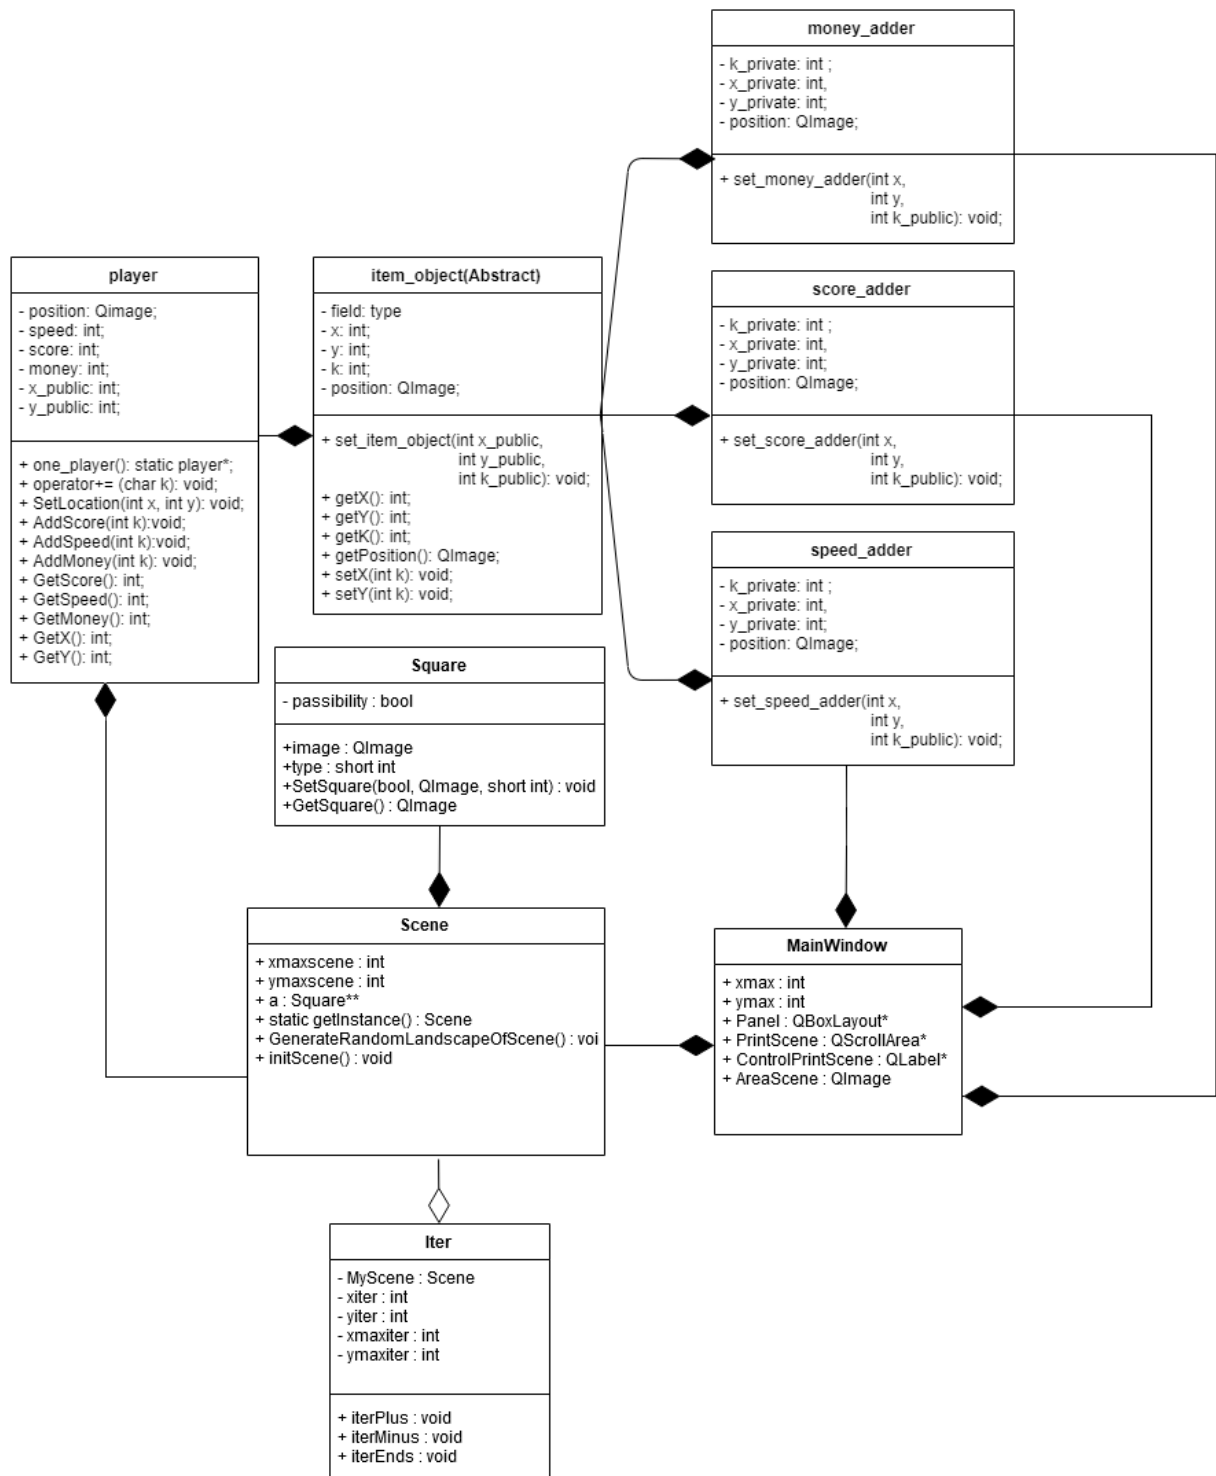 money_adder
- k_private: int ;
- x_private: int,
- y_private: int;
- position: QImage;
+ set_money_adder(int x,
int y,
int k_public): void;
player
- position: Qimage;
- speed: int;
- score: int;
- money: int;
- x_public: int;
- y_public: int;
+ one_player(): static player*;
+ operator+= (char k): void;
+ SetLocation(int x, int y): void;
+ AddScore(int k):void;
+ AddSpeed(int k):void;
+ AddMoney(int k): void;
+ GetScore(): int;
+ GetSpeed(): int;
+ GetMoney(): int;
+ GetX(): int;
+ GetY(): int;
item_object(Abstract)
- field: type
- x: int;
- y: int;
- k: int;
- position: QImage;
+ set_item_object(int x_public,
int y_public,
int k_public): void;
+ getX(): int;
+ getY(): int;
+ getK(): int;
+ getPosition(): QImage;
+ setX(int k): void;
+ setY(int k): void;
score_adder
- k_private: int ;
- x_private: int,
- y_private: int;
- position: QImage;
+ set_score_adder(int x,
int y,
int k_public): void;
speed_adder
- k_private: int ;
- x_private: int,
- y_private: int;
- position: QImage;
+ set_speed_adder(int x,
int y,
int k_public): void;
Square
- passibility : bool
+image : QImage
+type : short int
+SetSquare(bool, QImage, short int) : void
+GetSquare() : QImage
Scene
+ xmaxscene : int
+ ymaxscene : int
+ a : Square**
+ static getInstance() : Scene
+ GenerateRandomLandscapeOfScene() : voi
+ initScene() : void
MainWindow
+ xmax : int
+ ymax : int
+ Panel : QBoxLayout*
+ PrintScene : QScrollArea*
+ ControlPrintScene : QLabel*
+ AreaScene : QImage
Iter
- MyScene : Scene
- xiter : int
- yiter : int
- xmaxiter : int
- ymaxiter : int
+ iterPlus : void
+ iterMinus : void
+ iterEnds : void